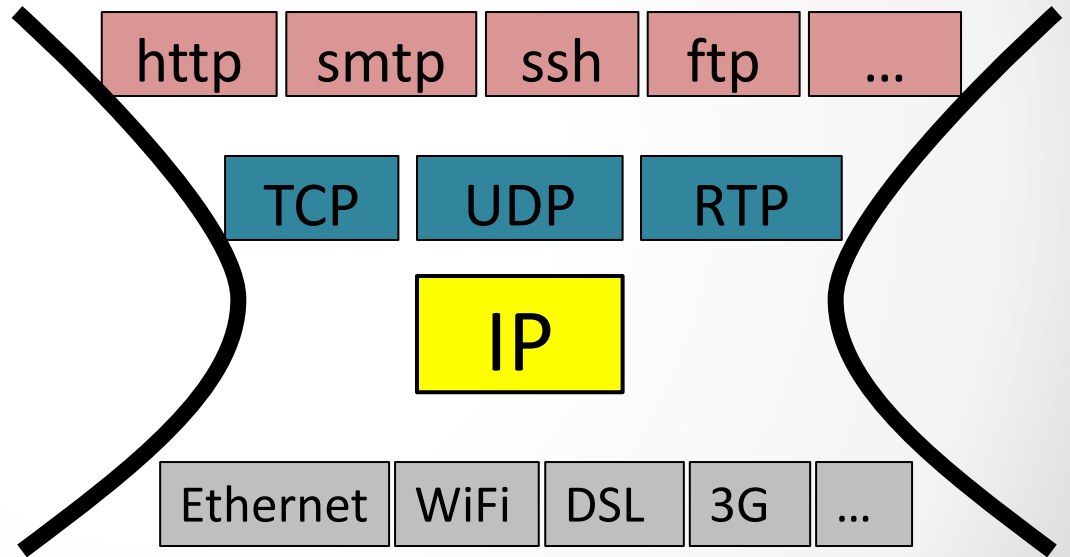 http smtp ssh ftp ...
TCP UDP RTP
IP
Ethernet WiFi DSL 3G ...